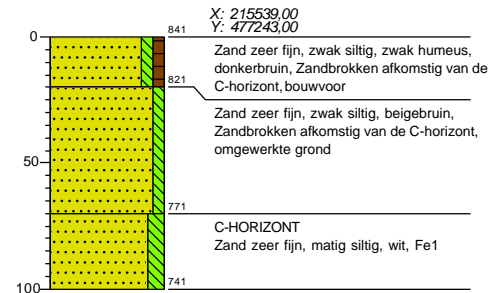 X: 215539,00
Y: 477243,00
0
841
Zand zeer fijn, zwak siltig, zwak humeus,
donkerbruin, Zandbrokken afkomstig van de
C-horizont, bouwvoor
821
Zand zeer fijn, zwak siltig, beigebruin,
Zandbrokken afkomstig van de C-horizont,
omgewerkte grond
50
771
C-HORIZONT
Zand zeer fijn, matig siltig, wit, Fe1
741
100